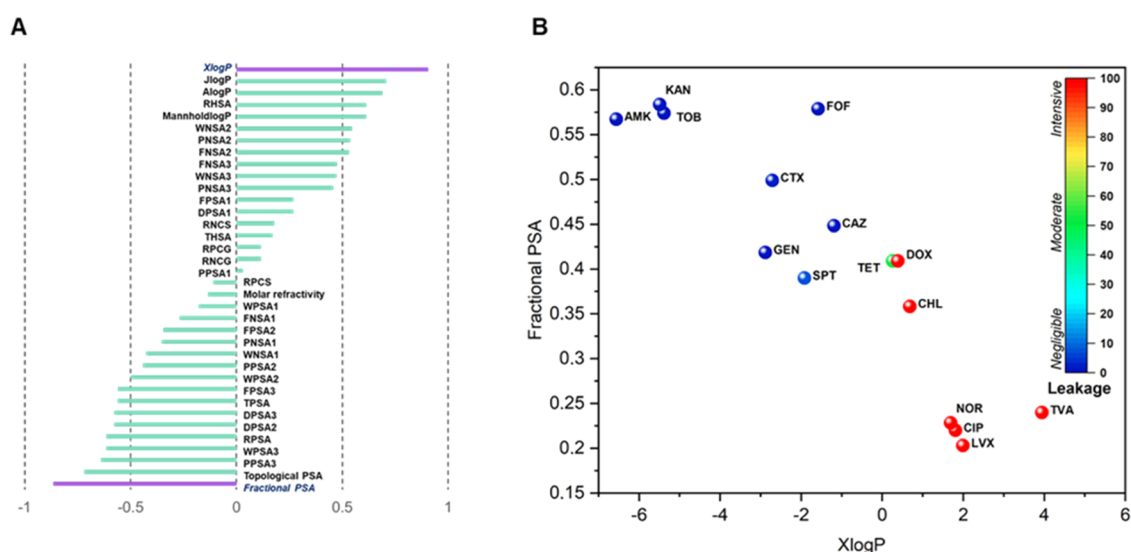 A
XlogP
JlogP
AlogP
RHSA
MannholdlogP
WNSA2
PNSA2
FNSA2
FNSA3
WNSA3
PNSA3
FPSA1
DPSA1
RNCS
THSA
RPCG
RNCG
PPSA1
RPCS
Molar refractivity
WPSA1
FNSA1
FPSA2
PNSA1
WNSA1
PPSA2
WPSA2
FPSA3
TPSA
DPSA3
DPSA2
RPSA
WPSA3
PPSA3
Topological PSA
Fractional PSA
-1 -0.5 0 0.5 1
B
Fractional PSA
0.6
0.55
0.5
0.45
0.4
0.35
0.3
0.25
0.2
0.15
KAN
AMK
TOB
FOF
CTX
CAZ
GEN
SPT
TET
DOX
CHL
NOR
CIP
LVX
TVA
-6 -4 -2 0 2 4 6
XlogP
Intensive
Moderate
Negligible
100
90
80
70
60
50
40
30
20
10
0
Leakage